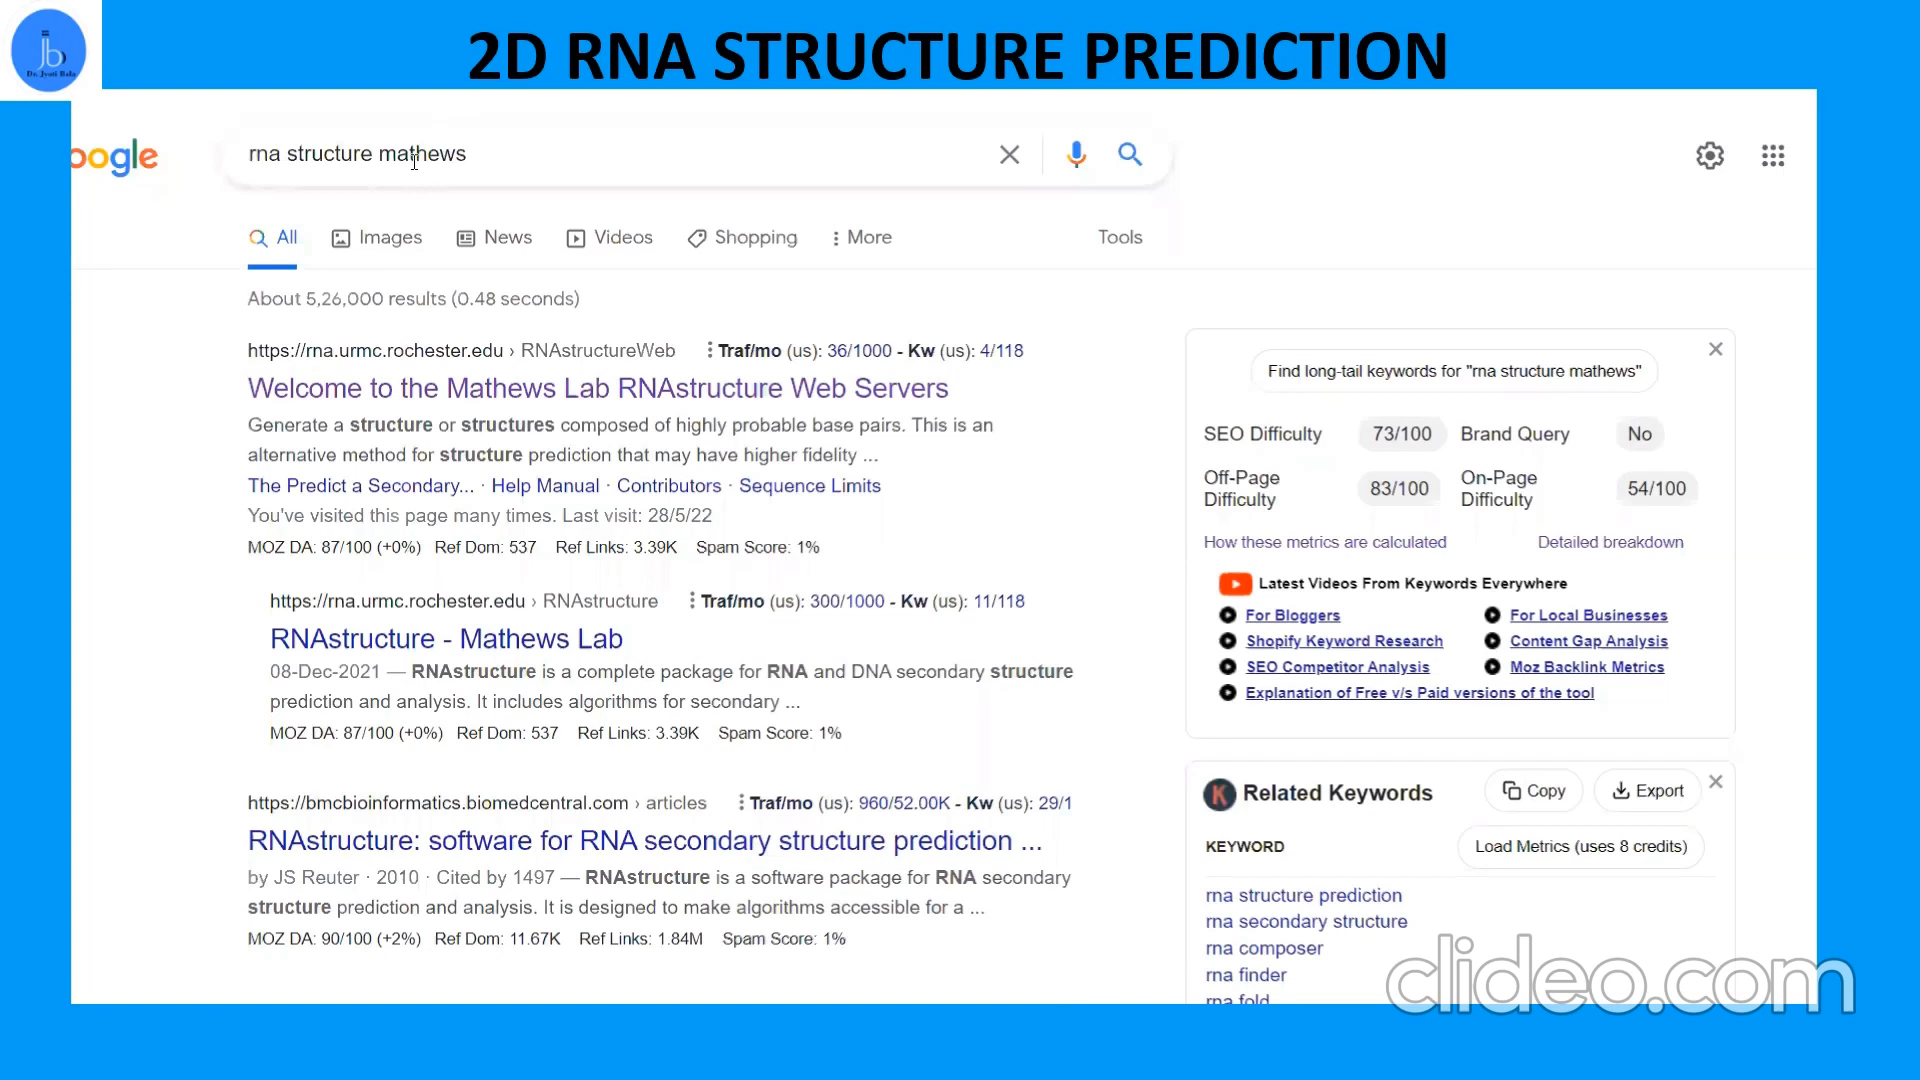 jb
Dr. Jyoti Bala
2D RNA STRUCTURE PREDICTION
oogle
rna structure mathews
All
Images
News
Videos
Shopping
More
Tools
About 5,26,000 results (0.48 seconds)
https://rna.urmc.rochester.edu › RNAstructureWeb Traf/mo (us): 36/1000 - Kw (us): 4/118
Welcome to the Mathews Lab RNAstructure Web Servers
Generate a structure or structures composed of highly probable base pairs. This is an
alternative method for structure prediction that may have higher fidelity ...
The Predict a Secondary... · Help Manual · Contributors · Sequence Limits
You've visited this page many times. Last visit: 28/5/22
MOZ DA: 87/100 (+0%) Ref Dom: 537 Ref Links: 3.39K Spam Score: 1%
https://rna.urmc.rochester.edu › RNAstructure Traf/mo (us): 300/1000 - Kw (us): 11/118
RNAstructure - Mathews Lab
08-Dec-2021 — RNAstructure is a complete package for RNA and DNA secondary structure
prediction and analysis. It includes algorithms for secondary ...
MOZ DA: 87/100 (+0%) Ref Dom: 537 Ref Links: 3.39K Spam Score: 1%
https://bmcbioinformatics.biomedcentral.com › articles Traf/mo (us): 960/52.00K - Kw (us): 29/1
RNAstructure: software for RNA secondary structure prediction ...
by JS Reuter · 2010 · Cited by 1497 — RNAstructure is a software package for RNA secondary
structure prediction and analysis. It is designed to make algorithms accessible for a ...
MOZ DA: 90/100 (+2%) Ref Dom: 11.67K Ref Links: 1.84M Spam Score: 1%
Find long-tail keywords for "rna structure mathews"
SEO Difficulty 73/100 Brand Query No
Off-Page Difficulty 83/100 On-Page Difficulty 54/100
How these metrics are calculated Detailed breakdown
Latest Videos From Keywords Everywhere
For Bloggers For Local Businesses
Shopify Keyword Research Content Gap Analysis
SEO Competitor Analysis Moz Backlink Metrics
Explanation of Free v/s Paid versions of the tool
K Related Keywords Copy Export
KEYWORD Load Metrics (uses 8 credits)
rna structure prediction
rna secondary structure
rna composer
rna finder
rna fold
clideo.com